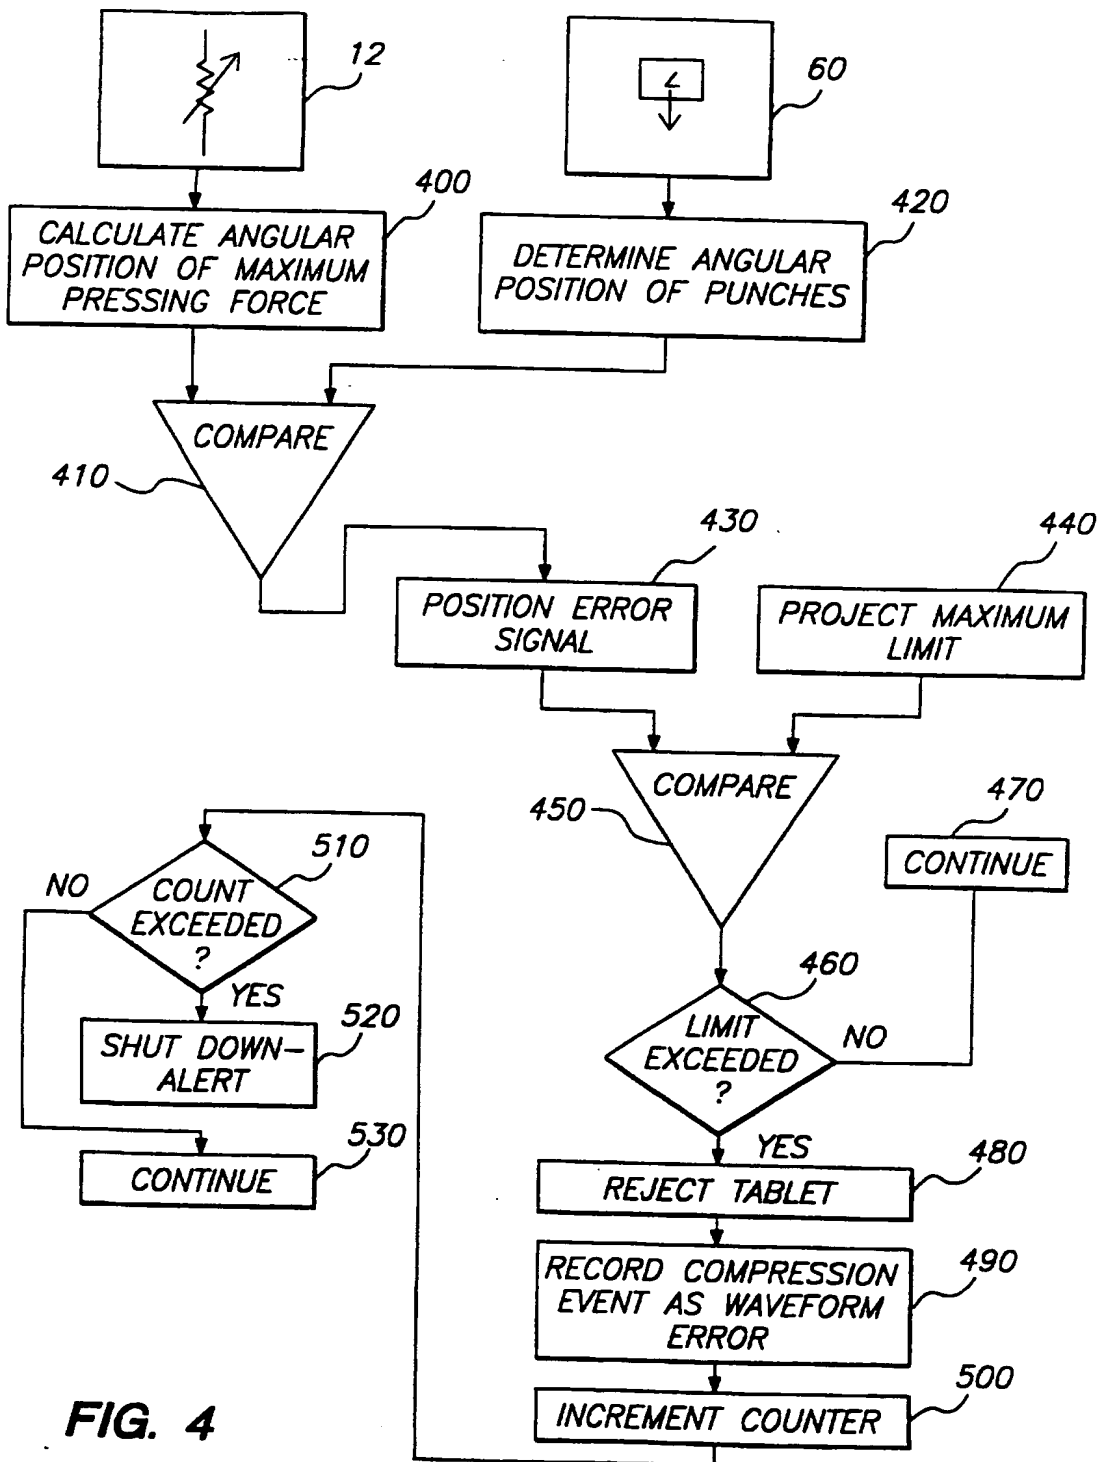 12
60
L
400
CALCULATE ANGULAR
POSITION OF MAXIMUM
PRESSING FORCE
420
DETERMINE ANGULAR
POSITION OF PUNCHES
COMPARE
410
430
POSITION ERROR
SIGNAL
440
PROJECT MAXIMUM
LIMIT
COMPARE
450
470
CONTINUE
460
LIMIT
EXCEEDED
?
NO
YES
480
REJECT TABLET
490
RECORD COMPRESSION
EVENT AS WAVEFORM
ERROR
500
INCREMENT COUNTER
510
NO
COUNT
EXCEEDED
?
YES
520
SHUT DOWN-
ALERT
530
CONTINUE
FIG. 4